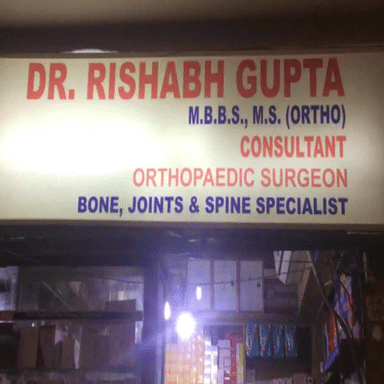 DR. RISHABH GUPTA
M.B.B.S., M.S. (ORTHO)
CONSULTANT
ORTHOPAEDIC SURGEON
BONE, JOINTS & SPINE SPECIALIST